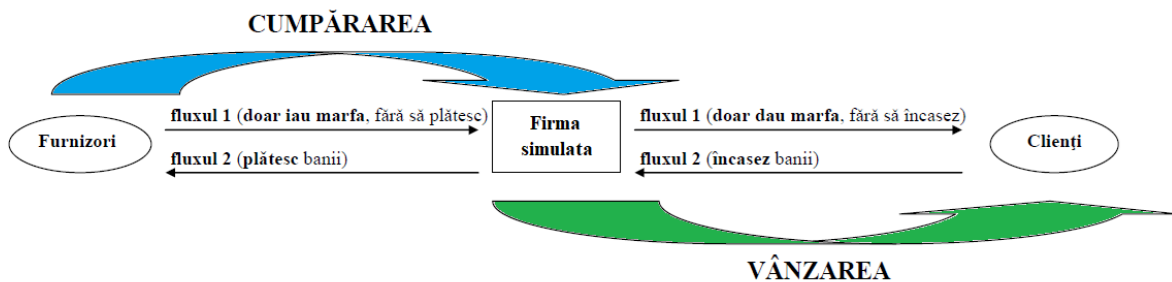 CUMPĂRAREA
fluxul 1 (doar iau marfa, fără să plătesc)
Furnizori
fluxul 2 (plătesc banii)
Firma
simulata
fluxul 1 (doar dau marfa, fără să încasez)
fluxul 2 (încasez banii)
Clienți
VÂNZAREA